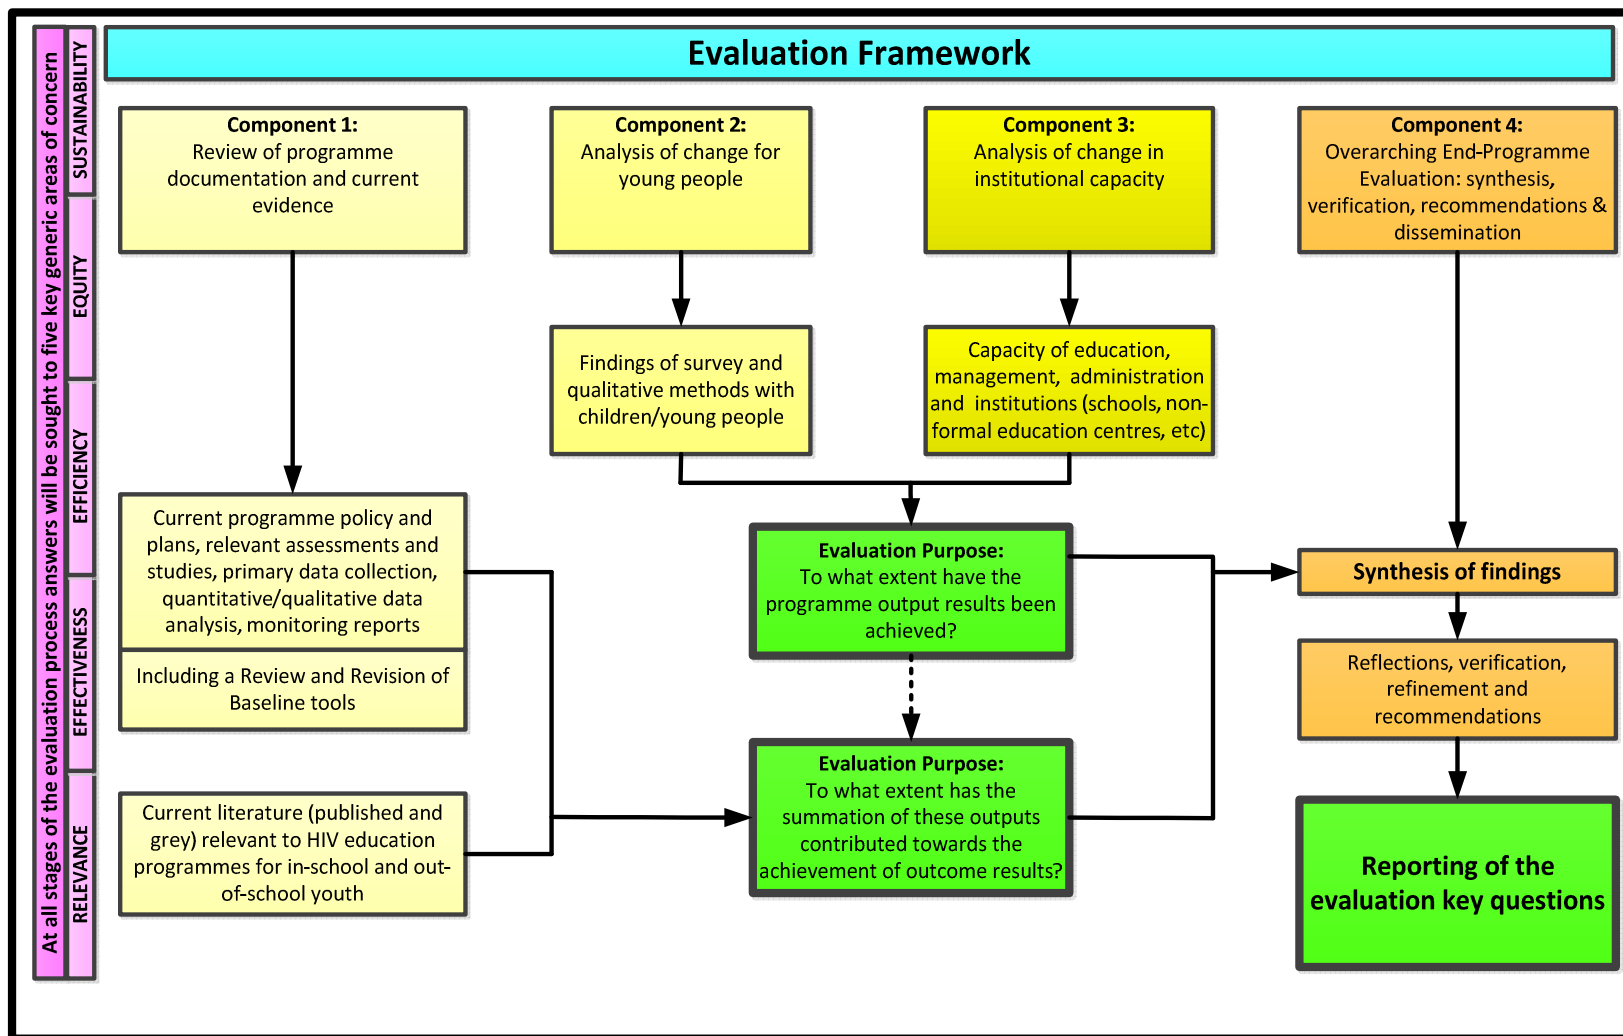 Evaluation Framework
At all stages of the evaluation process answers will be sought to five key generic areas of concern
SUSTAINABILITY
EQUITY
EFFICIENCY
EFFECTIVENESS
RELEVANCE
Component 1:
Review of programme
documentation and current
evidence
Component 2:
Analysis of change for
young people
Component 3:
Analysis of change in
institutional capacity
Component 4:
Overarching End-Programme
Evaluation: synthesis,
verification, recommendations &
dissemination
Findings of survey and
qualitative methods with
children/young people
Capacity of education,
management, administration
and institutions (schools, non-
formal education centres, etc)
Current programme policy and
plans, relevant assessments and
studies, primary data collection,
quantitative/qualitative data
analysis, monitoring reports
Including a Review and Revision of
Baseline tools
Evaluation Purpose:
To what extent have the
programme output results been
achieved?
Synthesis of findings
Reflections, verification,
refinement and
recommendations
Current literature (published and
grey) relevant to HIV education
programmes for in-school and out-
of-school youth
Evaluation Purpose:
To what extent has the
summation of these outputs
contributed towards the
achievement of outcome results?
Reporting of the
evaluation key questions